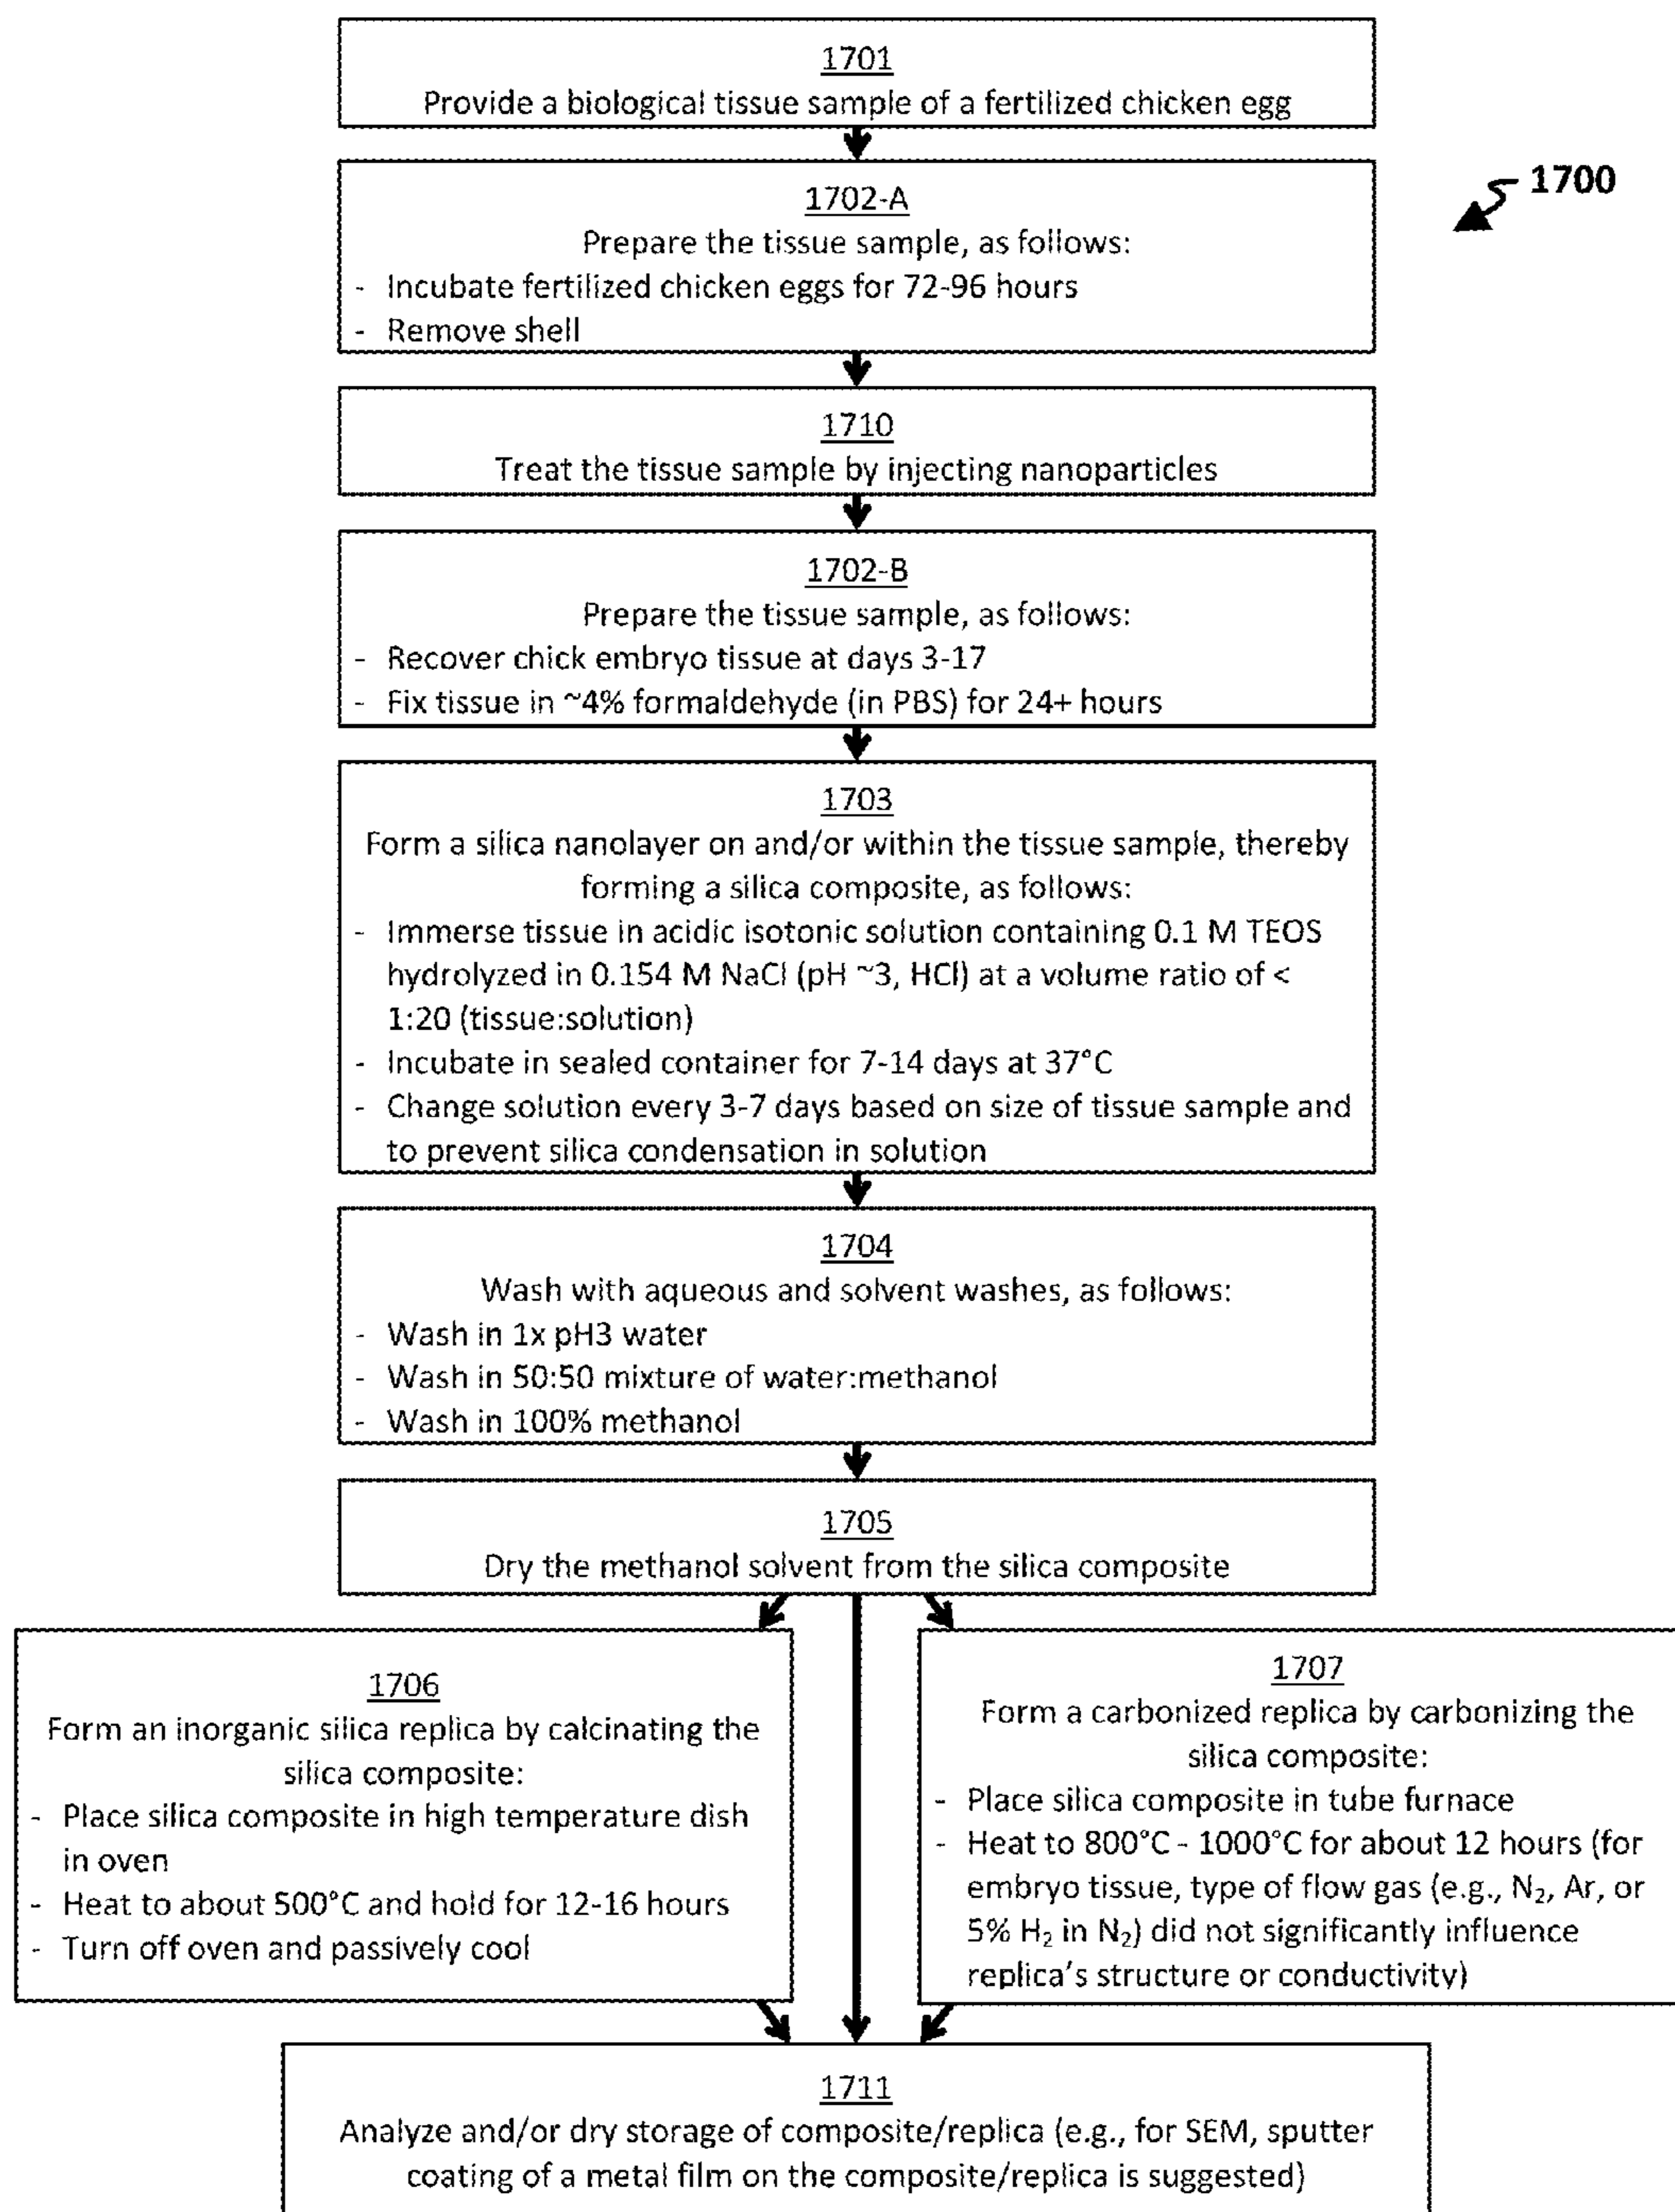 1701
Provide a biological tissue sample of a fertilized chicken egg
1700
1702-A
Prepare the tissue sample, as follows:
- Incubate fertilized chicken eggs for 72-96 hours
- Remove shell
1710
Treat the tissue sample by injecting nanoparticles
1702-B
Prepare the tissue sample, as follows:
- Recover chick embryo tissue at days 3-17
- Fix tissue in ~4% formaldehyde (in PBS) for 24+ hours
1703
Form a silica nanolayer on and/or within the tissue sample, thereby
forming a silica composite, as follows:
- Immerse tissue in acidic isotonic solution containing 0.1 M TEOS
hydrolyzed in 0.154 M NaCl (pH ~3, HCl) at a volume ratio of <
1:20 (tissue:solution)
- Incubate in sealed container for 7-14 days at 37°C
- Change solution every 3-7 days based on size of tissue sample and
to prevent silica condensation in solution
1704
Wash with aqueous and solvent washes, as follows:
- Wash in 1x pH3 water
- Wash in 50:50 mixture of water:methanol
- Wash in 100% methanol
1705
Dry the methanol solvent from the silica composite
1706
Form an inorganic silica replica by calcinating the
silica composite:
- Place silica composite in high temperature dish
in oven
- Heat to about 500°C and hold for 12-16 hours
- Turn off oven and passively cool
1707
Form a carbonized replica by carbonizing the
silica composite:
- Place silica composite in tube furnace
- Heat to 800°C - 1000°C for about 12 hours (for
embryo tissue, type of flow gas (e.g., N₂, Ar, or
5% H₂ in N₂) did not significantly influence
replica's structure or conductivity)
1711
Analyze and/or dry storage of composite/replica (e.g., for SEM, sputter
coating of a metal film on the composite/replica is suggested)